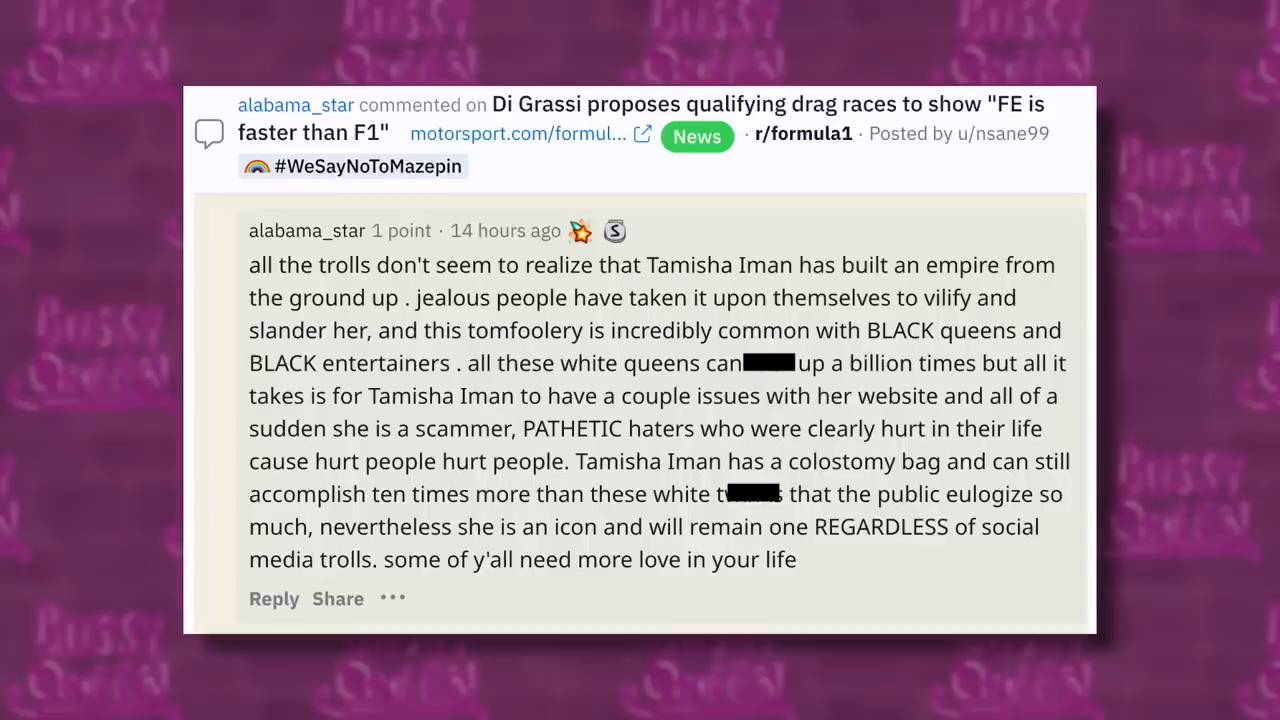 alabama_star commented on Di Grassi proposes qualifying drag races to show "FE is
faster than F1" motorsport.com/formul... News · r/formula1 · Posted by u/nsane99
#WeSayNoToMazepin
alabama_star 1 point · 14 hours ago
all the trolls don't seem to realize that Tamisha Iman has built an empire from
the ground up . jealous people have taken it upon themselves to vilify and
slander her, and this tomfoolery is incredibly common with BLACK queens and
BLACK entertainers . all these white queens can up a billion times but all it
takes is for Tamisha Iman to have a couple issues with her website and all of a
sudden she is a scammer, PATHETIC haters who were clearly hurt in their life
cause hurt people hurt people. Tamisha Iman has a colostomy bag and can still
accomplish ten times more than these white that the public eulogize so
much, nevertheless she is an icon and will remain one REGARDLESS of social
media trolls. some of y'all need more love in your life
Reply Share •••